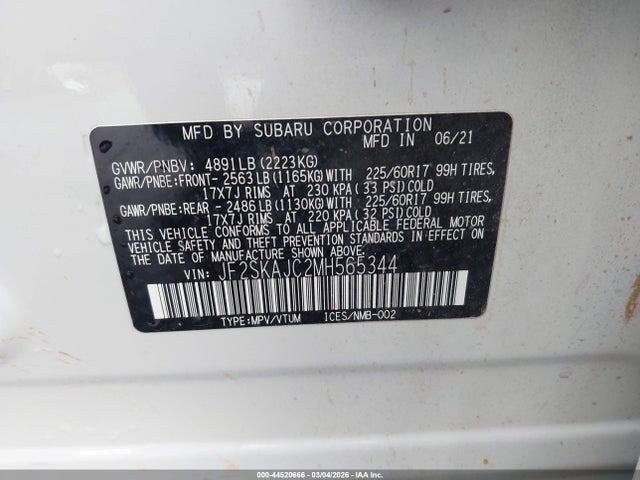 MFD BY SUBARU CORPORATION MFD IN 06/21
GVWR/PNBV: 4891LB(2223KG)
GAWR/PNBE:FRONT- 2563LB(1165KG)WITH 225/60R17 99H TIRES,
17X7J RIMS AT 230 KPA(33 PSI)COLD
GAWR/PNBE:REAR - 2486LB(1130KG)WITH 225/60R17 99H TIRES,
17X7J RIMS AT 220 KPA(32 PSI)COLD
THIS VEHICLE CONFORMS TO ALL APPLICABLE FEDERAL MOTOR
VEHICLE SAFETY AND THEFT PREVENTION STANDARDS IN EFFECT ON
THE DATE OF MANUFACTURE SHOWN ABOVE.
VIN: JF2SKAJC2MH565344
TYPE:MPV/VTUM ICES/NMB-002
000-44520666 | 03/04/2026 - IAA Inc.